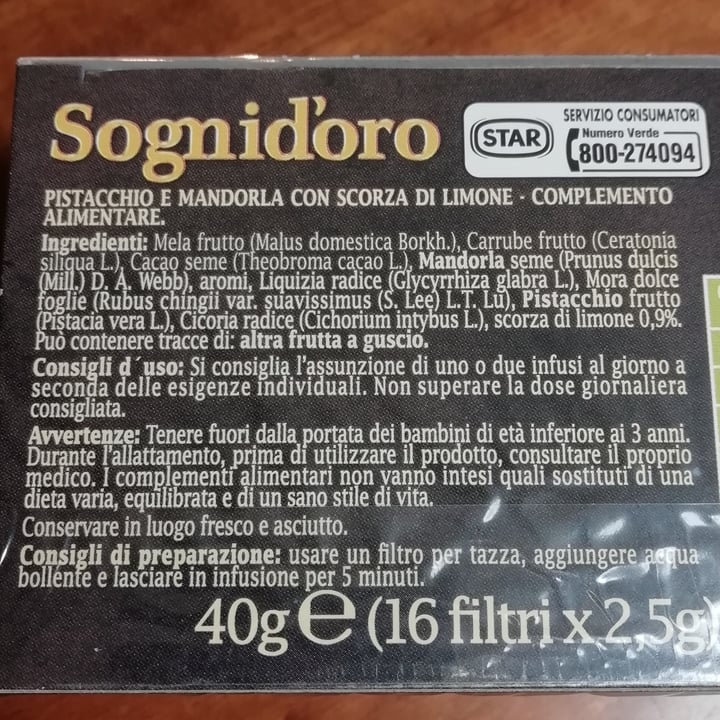 Sognid'oro
STAR
SERVIZIO CONSUMATORI
Numero Verde
800-274094
PISTACCHIO E MANDORLA CON SCORZA DI LIMONE - COMPLEMENTO
ALIMENTARE.
Ingredienti: Mela frutto (Malus domestica Borkh.), Carrube frutto (Ceratonia
siliqua L.), Cacao seme (Theobroma cacao L.), Mandorla seme (Prunus dulcis
(Mill.) D. A. Webb), aromi, Liquizia radice (Glycyrrhiza glabra L.), Mora dolce
foglie (Rubus chingii var. suavissimus (S. Lee) L.T. Lu), Pistacchio frutto
(Pistacia vera L.), Cicoria radice (Cichorium intybus L.), scorza di limone 0,9%.
Può contenere tracce di: altra frutta a guscio.
Consigli d´uso: Si consiglia l'assunzione di uno o due infusi al giorno a
seconda delle esigenze individuali. Non superare la dose giornaliera
consigliata.
Avvertenze: Tenere fuori dalla portata dei bambini di età inferiore ai 3 anni.
Durante l'allattamento, prima di utilizzare il prodotto, consultare il proprio
medico. I complementi alimentari non vanno intesi quali sostituti di una
dieta varia, equilibrata e di un sano stile di vita.
Conservare in luogo fresco e asciutto.
Consigli di preparazione: usare un filtro per tazza, aggiungere acqua
bollente e lasciare in infusione per 5 minuti.
40g e (16 filtri x 2,5g)